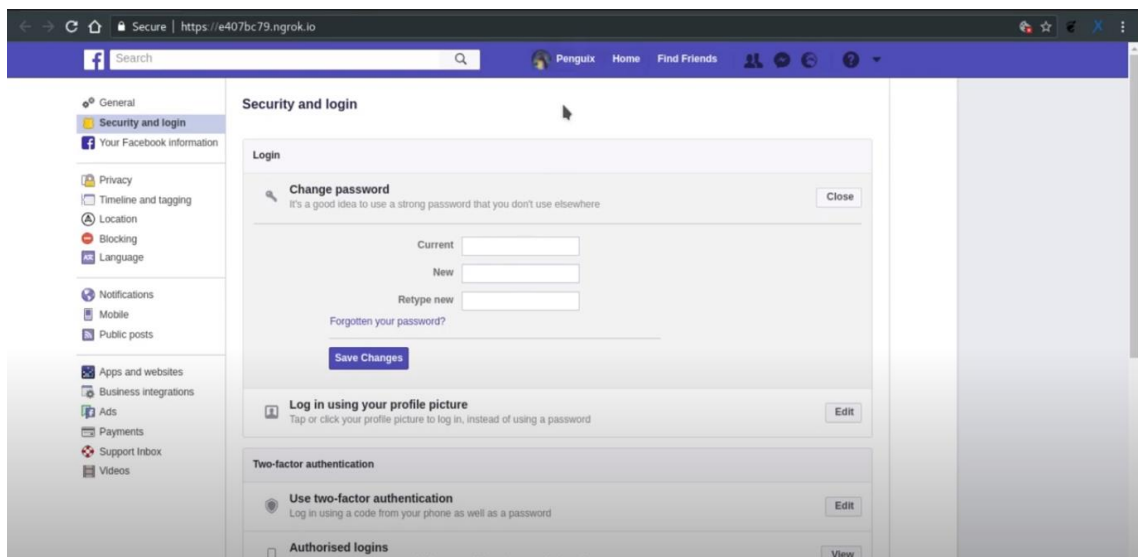 Secure | https://e407bc79.ngrok.io
Search
Penguix Home Find Friends
General
Security and login
Your Facebook information
Privacy
Timeline and tagging
Location
Blocking
Language
Notifications
Mobile
Public posts
Apps and websites
Business integrations
Ads
Payments
Support Inbox
Videos
Security and login
Login
Change password
It's a good idea to use a strong password that you don't use elsewhere
Close
Current
New
Retype new
Forgotten your password?
Save Changes
Log in using your profile picture
Tap or click your profile picture to log in, instead of using a password
Edit
Two-factor authentication
Use two-factor authentication
Log in using a code from your phone as well as a password
Edit
Authorised logins
View